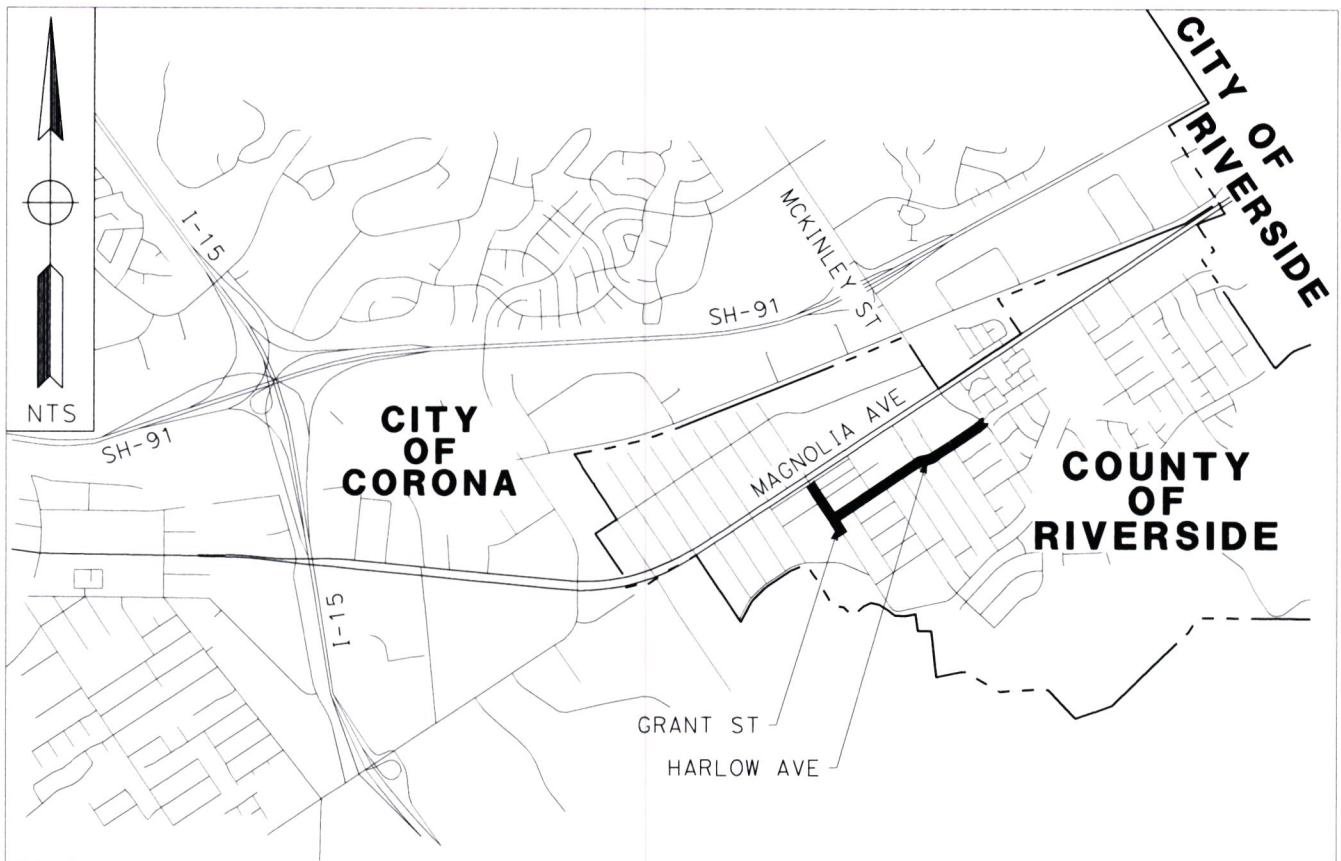 CITY OF
RIVERSIDE
MCKINLEY ST
I-15
SH-91
NTS
SH-91
CITY
OF
CORONA
MAGNOLIA AVE
COUNTY
OF
RIVERSIDE
I-15
GRANT ST
HARLOW AVE